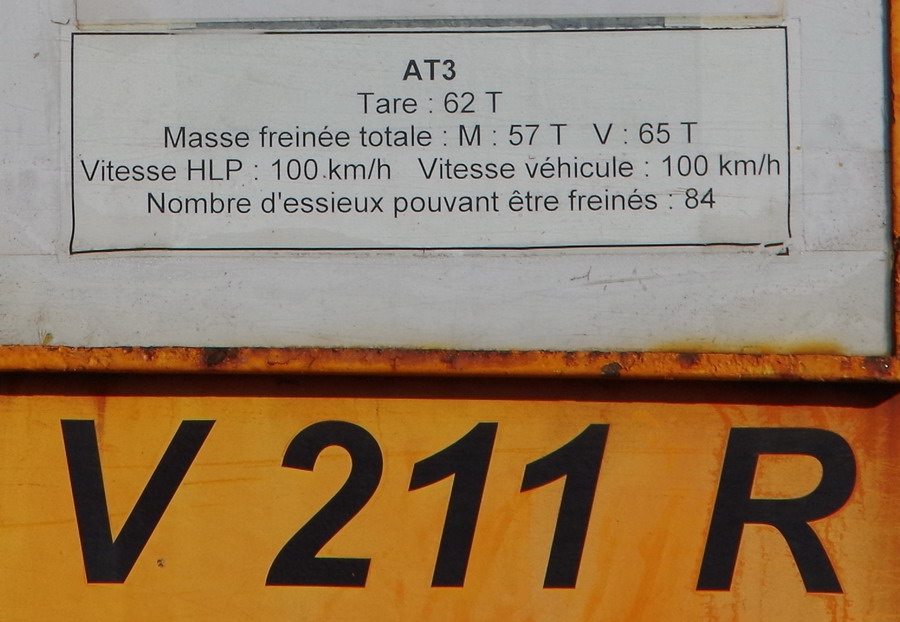 AT3
Tare : 62 T
Masse freinée totale : M : 57 T V : 65 T
Vitesse HLP : 100 km/h Vitesse véhicule : 100 km/h
Nombre d'essieux pouvant être freinés : 84
V 211 R